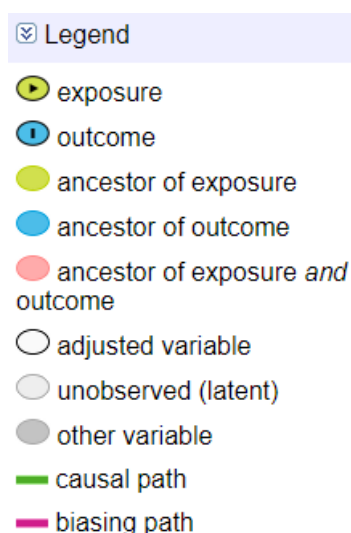 Legend
exposure
outcome
ancestor of exposure
ancestor of outcome
ancestor of exposure and
outcome
adjusted variable
unobserved (latent)
other variable
causal path
biasing path